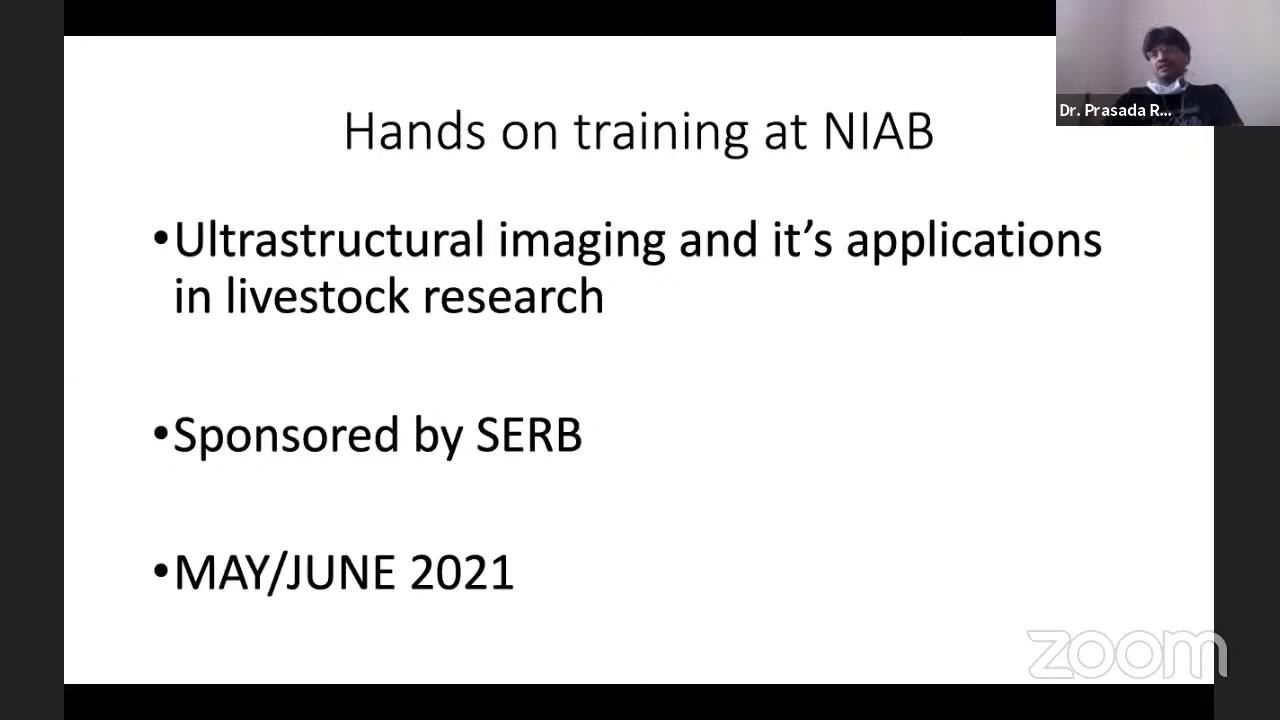 Dr. Prasada R...
Hands on training at NIAB
•Ultrastructural imaging and it’s applications
in livestock research
•Sponsored by SERB
•MAY/JUNE 2021
zoom